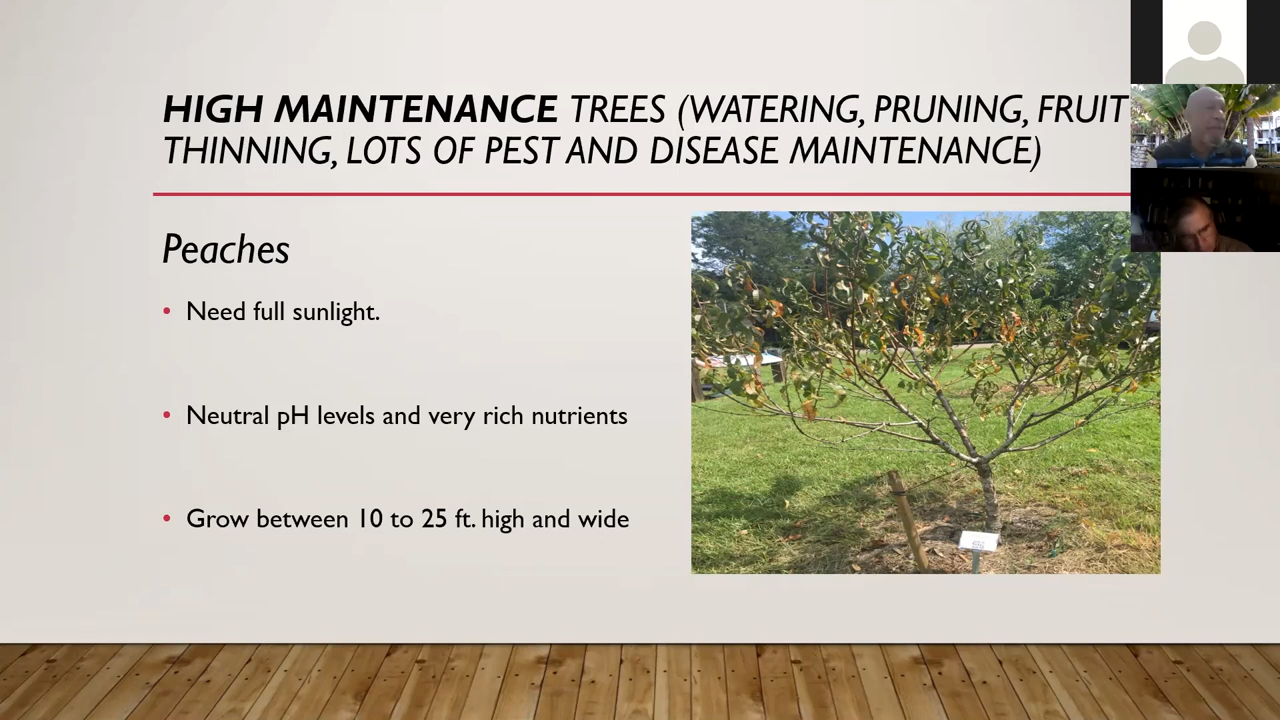 HIGH MAINTENANCE TREES (WATERING, PRUNING, FRUIT
THINNING, LOTS OF PEST AND DISEASE MAINTENANCE)
Peaches
• Need full sunlight.
• Neutral pH levels and very rich nutrients
• Grow between 10 to 25 ft. high and wide